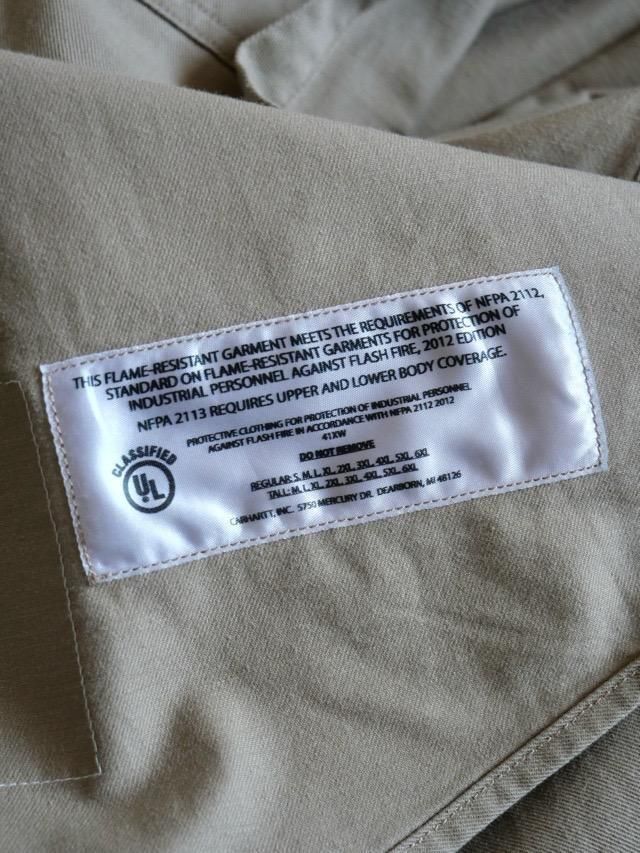 THIS FLAME-RESISTANT GARMENT MEETS THE REQUIREMENTS OF NFPA 2112,
STANDARD ON FLAME-RESISTANT GARMENTS FOR PROTECTION OF
INDUSTRIAL PERSONNEL AGAINST FLASH FIRE, 2012 EDITION
NFPA 2113 REQUIRES UPPER AND LOWER BODY COVERAGE.
PROTECTIVE CLOTHING FOR PROTECTION OF INDUSTRIAL PERSONNEL
AGAINST FLASH FIRE IN ACCORDANCE WITH NFPA 2112 2012
41XW
DO NOT REMOVE
CLASSIFIED
UL
REGULAR: S, M, L, XL, 2XL, 3XL, 4XL, 5XL, 6XL
TALL: M, L, XL, 2XL, 3XL, 4XL, 5XL, 6XL
CARHARTT, INC. 5750 MERCURY DR. DEARBORN, MI 48126